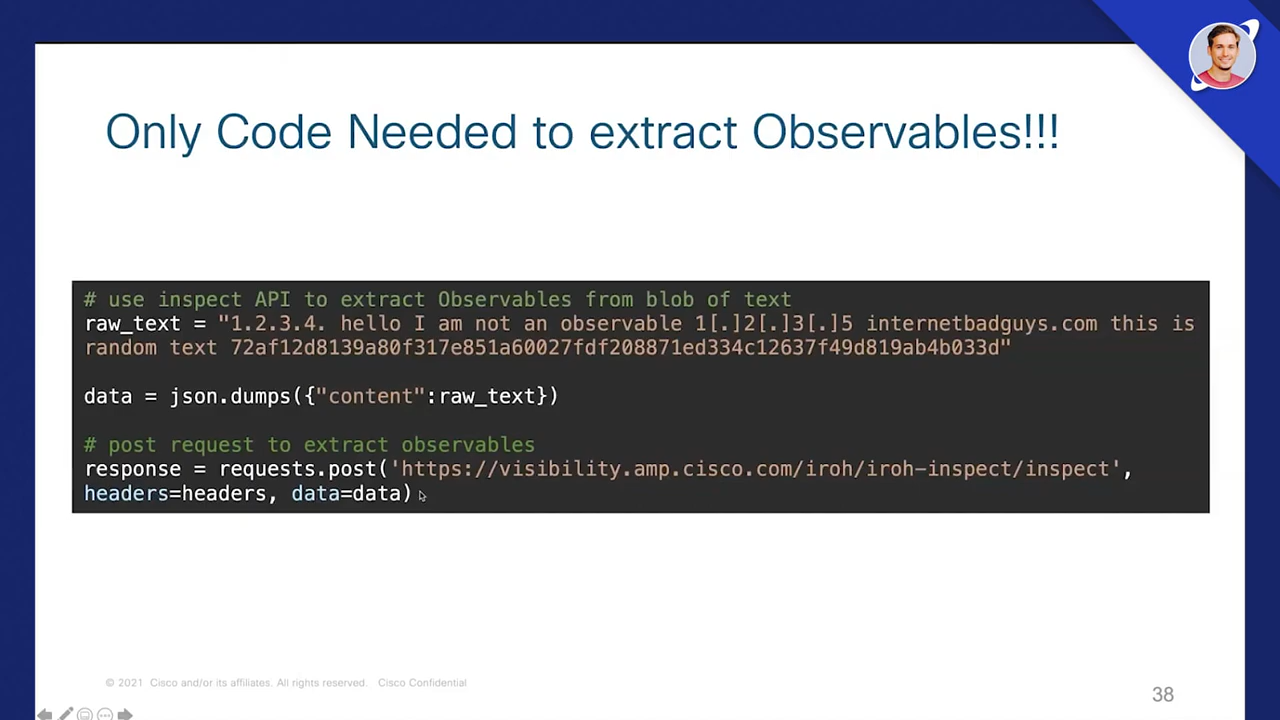 Only Code Needed to extract Observables!!!
# use inspect API to extract Observables from blob of text
raw_text = "1.2.3.4. hello I am not an observable 1[.]2[.]3[.]5 internetbadguys.com this is
random text 72af12d8139a80f317e851a60027fdf208871ed334c12637f49d819ab4b033d"
data = json.dumps({"content":raw_text})
# post request to extract observables
response = requests.post('https://visibility.amp.cisco.com/iroh/iroh-inspect/inspect',
headers=headers, data=data)
© 2021 Cisco and/or its affiliates. All rights reserved. Cisco Confidential
38